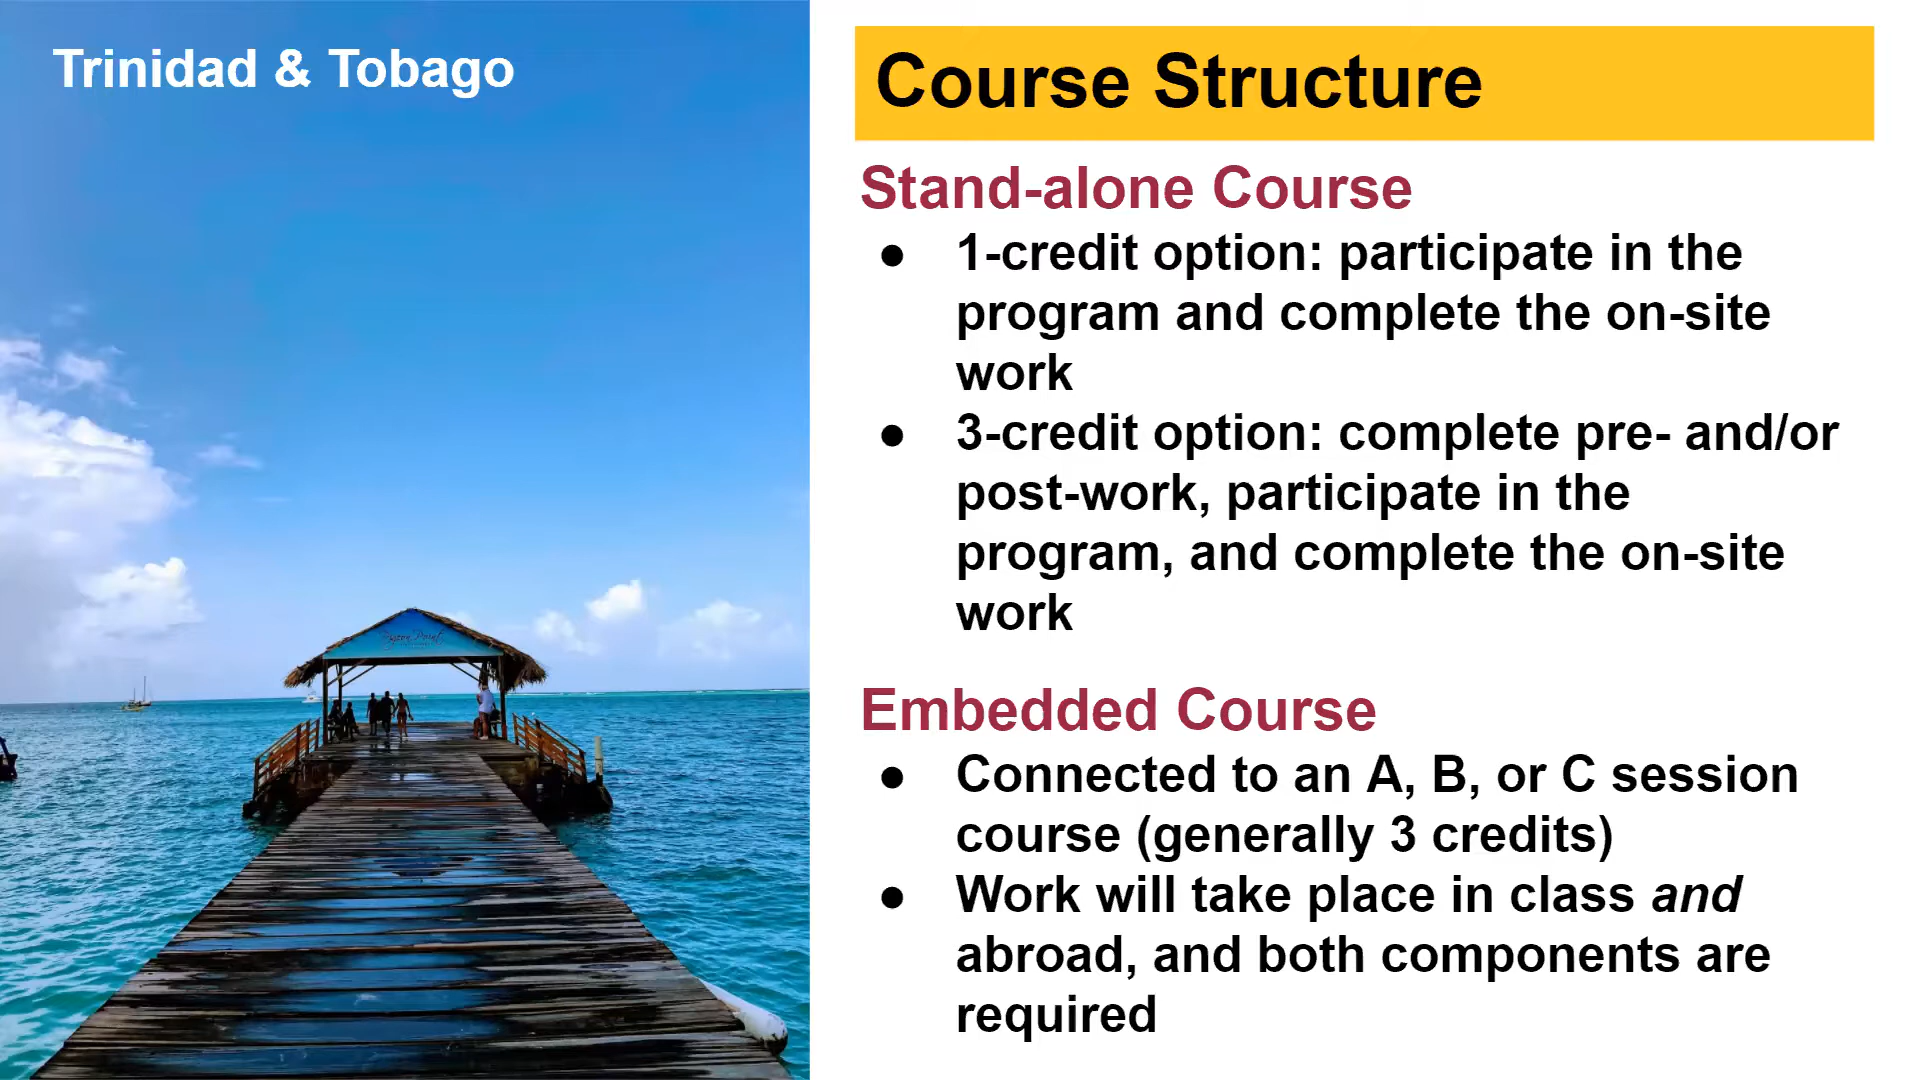 Trinidad & Tobago
Course Structure
Stand-alone Course
● 1-credit option: participate in the
program and complete the on-site
work
● 3-credit option: complete pre- and/or
post-work, participate in the
program, and complete the on-site
work
Embedded Course
● Connected to an A, B, or C session
course (generally 3 credits)
● Work will take place in class and
abroad, and both components are
required